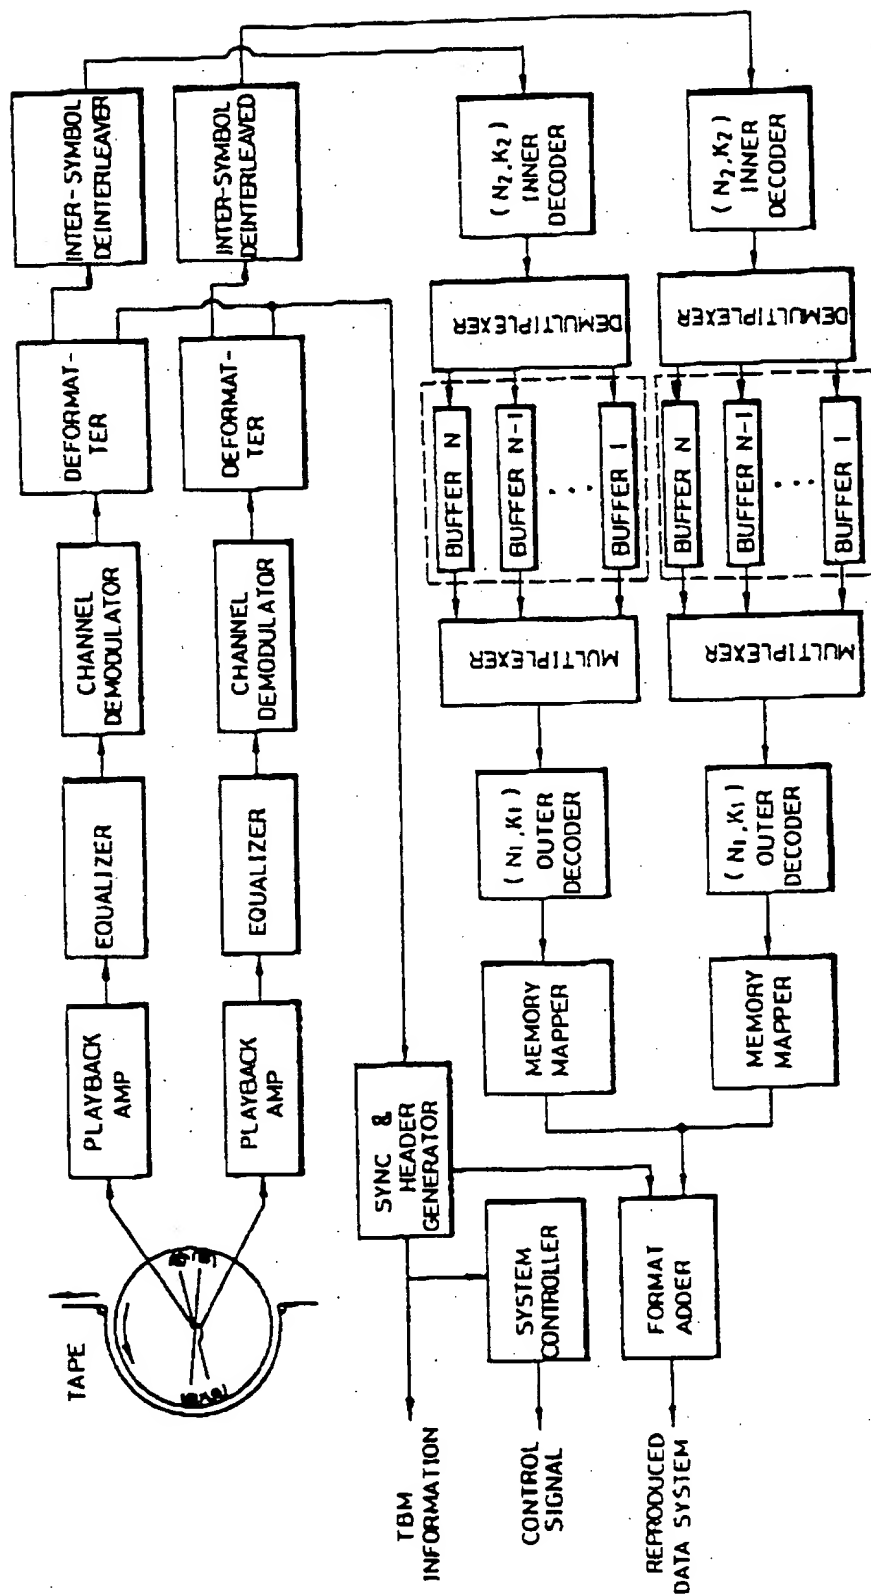 TAPE
PLAYBACK
AMP
EQUALIZER
CHANNEL
DEMODULATOR
DEFORMAT-
TER
INTER-SYMBOL
DEINTERLEAVER
PLAYBACK
AMP
EQUALIZER
CHANNEL
DEMODULATOR
DEFORMAT-
TER
INTER-SYMBOL
DEINTERLEAVED
TBM
INFORMATION
SYNC &
HEADER
GENERATOR
CONTROL
SIGNAL
SYSTEM
CONTROLLER
MEMORY
MAPPER
(N1,K1)
OUTER
DECODER
MULTIPLEXER
BUFFER N
BUFFER N-1
...
BUFFER 1
DEMULTIPLEXER
(N2,K2)
INNER
DECODER
REPRODUCED
DATA SYSTEM
FORMAT
ADDER
MEMORY
MAPPER
(N1,K1)
OUTER
DECODER
MULTIPLEXER
BUFFER N
BUFFER N-1
...
BUFFER 1
DEMULTIPLEXER
(N2,K2)
INNER
DECODER